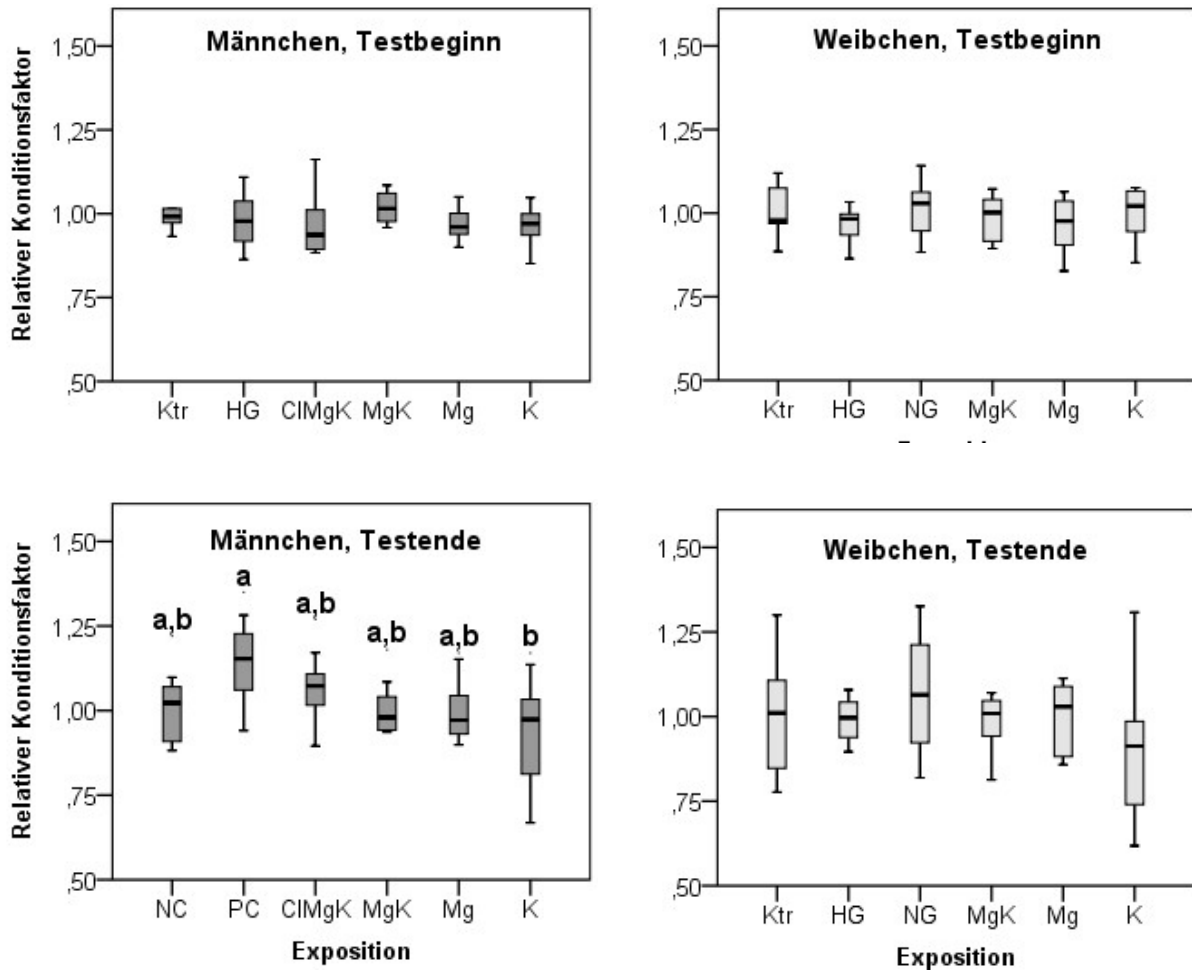 Männchen, Testbeginn
Relativer Konditionsfaktor
1,50
1,25
1,00
,75
,50
Ktr HG ClMgK MgK Mg K
Weibchen, Testbeginn
1,50
1,25
1,00
,75
,50
Ktr HG NG MgK Mg K
Männchen, Testende
Relativer Konditionsfaktor
1,50
1,25
1,00
,75
,50
a,b a a,b a,b a,b b
NC PC ClMgK MgK Mg K
Exposition
Weibchen, Testende
1,50
1,25
1,00
,75
,50
Ktr HG NG MgK Mg K
Exposition